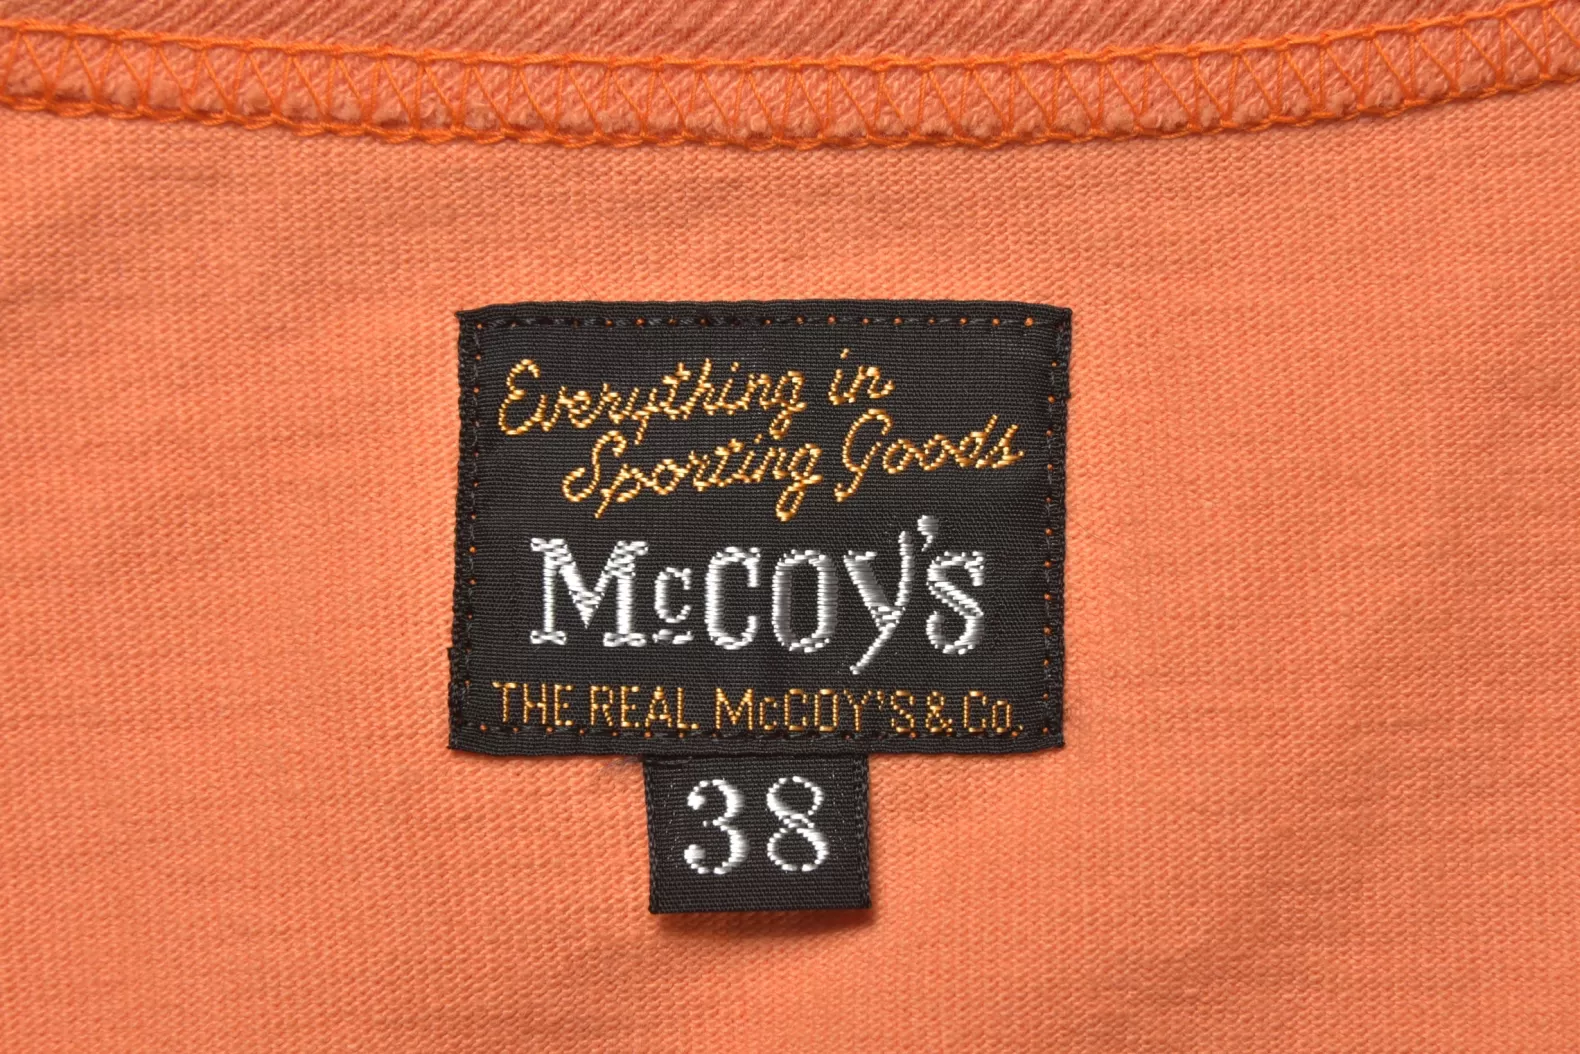 Everything in
Sporting Goods
McCOY'S
THE REAL McCOY'S & Co.
38